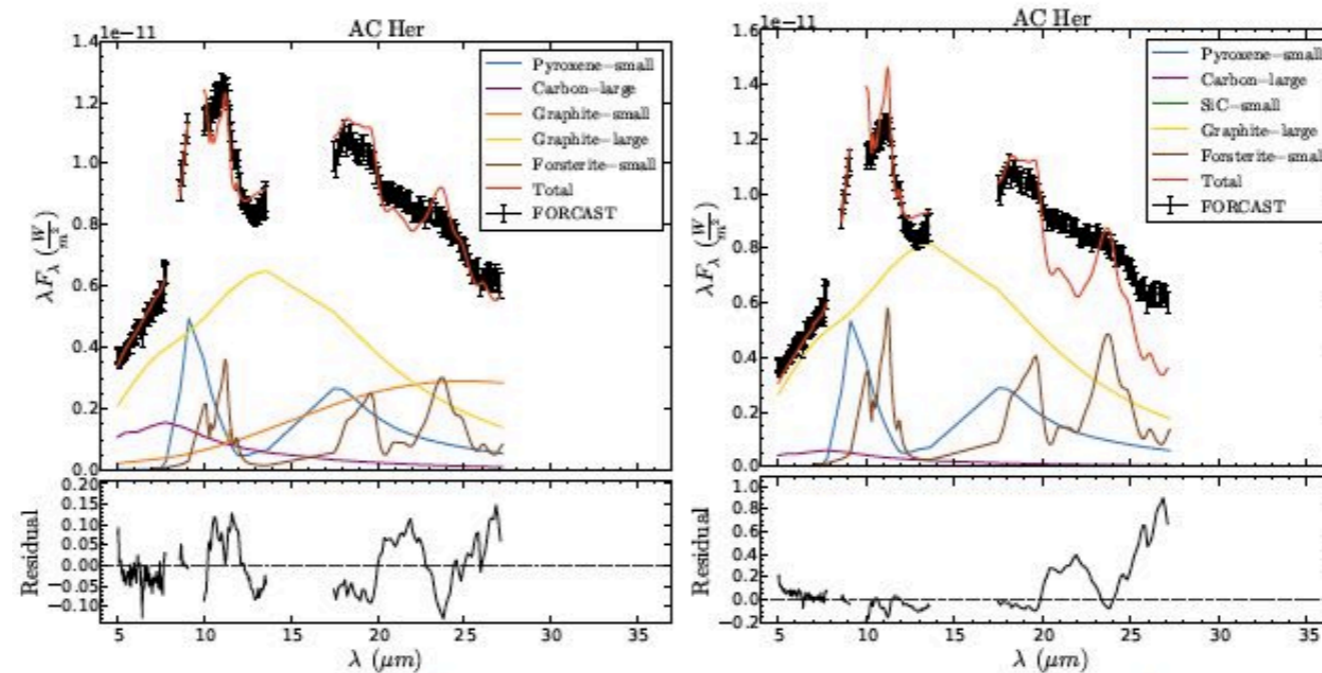 AC Her
1e−11
1.4
1.2
1.0
0.8
0.6
0.4
0.2
0.0
λFλ (W/m²)
Pyroxene−small
Carbon−large
Graphite−small
Graphite−large
Forsterite−small
Total
FORCAST
0.20
0.15
0.10
0.05
0.00
−0.05
−0.10
Residual
5 10 15 20 25 30 35
λ (μm)
AC Her
1e−11
1.6
1.4
1.2
1.0
0.8
0.6
0.4
0.2
0.0
λFλ (W/m²)
Pyroxene−small
Carbon−large
SiC−small
Graphite−large
Forsterite−small
Total
FORCAST
1.0
0.8
0.6
0.4
0.2
0.0
−0.2
Residual
5 10 15 20 25 30 35
λ (μm)